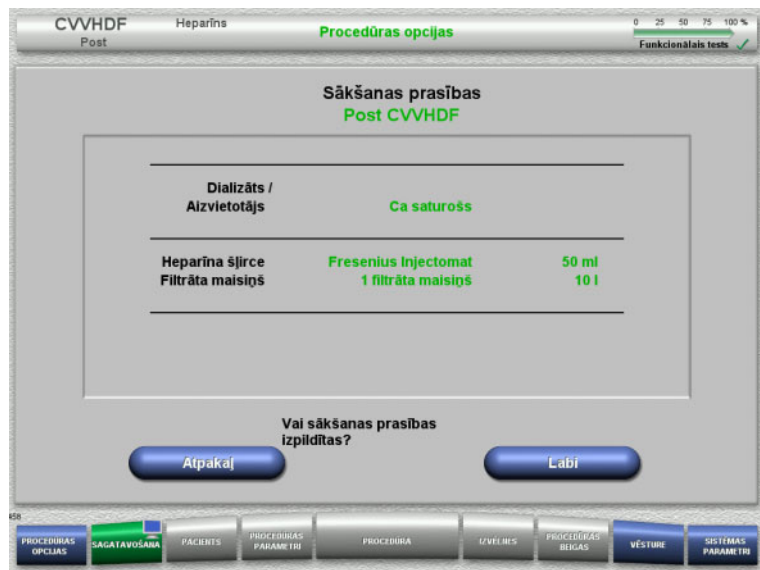 CVVHDF Heparīns Procedūras opcijas 0 25 50 75 100 %
Post Funkcionālais tests
Sākšanas prasības
Post CVVHDF
Dializāts /
Aizvietotājs Ca saturošs
Heparīna šļirce Fresenius Injectomat 50 ml
Filtrāta maisiņš 1 filtrāta maisiņš 10 l
Vai sākšanas prasības
izpildītas?
Atpakaļ Labi
458
PROCEDŪRAS OPCIJAS SAGATAVOŠANA PACIENTS PROCEDŪRAS PARAMETRI PROCEDŪRA IZVĒLNES PROCEDŪRAS BEIGAS VĒSTURE SISTĒMAS PARAMETRI